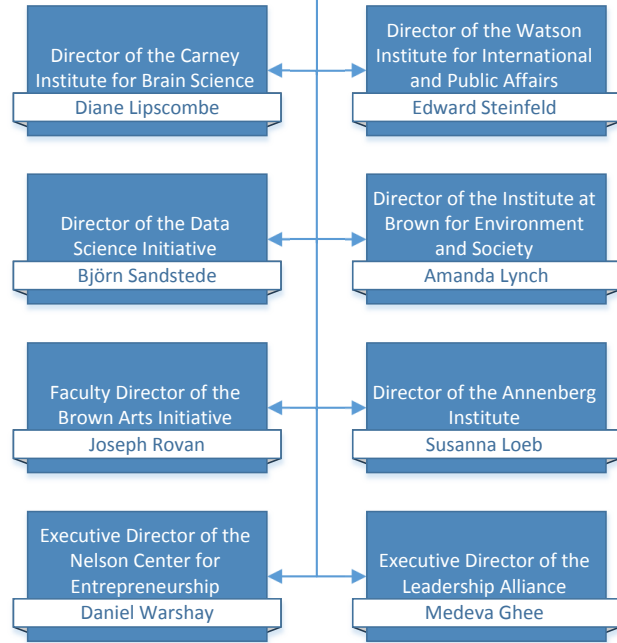 Director of the Carney
Institute for Brain Science
Diane Lipscombe
Director of the Watson
Institute for International
and Public Affairs
Edward Steinfeld
Director of the Data
Science Initiative
Björn Sandstede
Director of the Institute at
Brown for Environment
and Society
Amanda Lynch
Faculty Director of the
Brown Arts Initiative
Joseph Rovan
Director of the Annenberg
Institute
Susanna Loeb
Executive Director of the
Nelson Center for
Entrepreneurship
Daniel Warshay
Executive Director of the
Leadership Alliance
Medeva Ghee